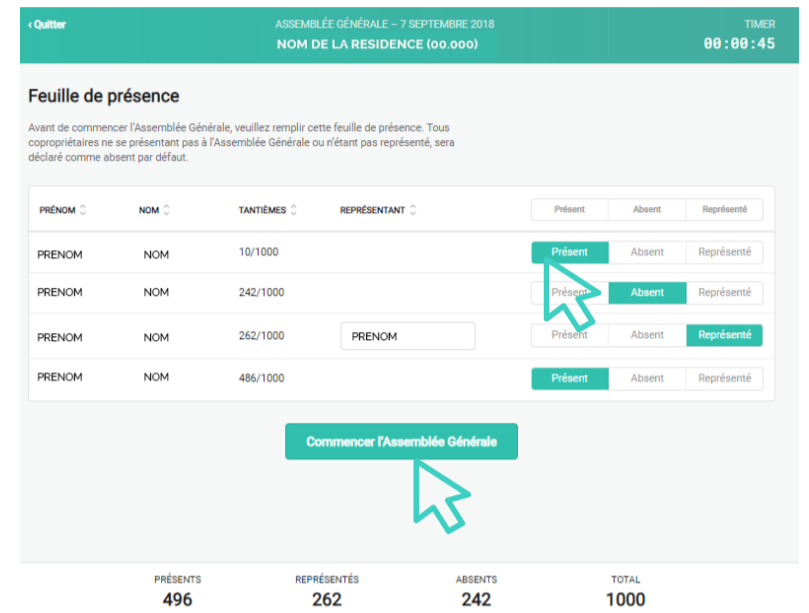 ‹ Quitter
ASSEMBLÉE GÉNÉRALE – 7 SEPTEMBRE 2018
TIMER
NOM DE LA RESIDENCE (00.000)
00:00:45
Feuille de présence
Avant de commencer l'Assemblée Générale, veuillez remplir cette feuille de présence. Tous
copropriétaires ne se présentant pas à l'Assemblée Générale ou n'étant pas représenté, sera
déclaré comme absent par défaut.
PRÉNOM NOM TANTIÈMES REPRÉSENTANT Présent Absent Représenté
PRENOM NOM 10/1000 Présent Absent Représenté
PRENOM NOM 242/1000 Présent Absent Représenté
PRENOM NOM 262/1000 PRENOM Présent Absent Représenté
PRENOM NOM 486/1000 Présent Absent Représenté
Commencer l'Assemblée Générale
PRÉSENTS REPRÉSENTÉS ABSENTS TOTAL
496 262 242 1000